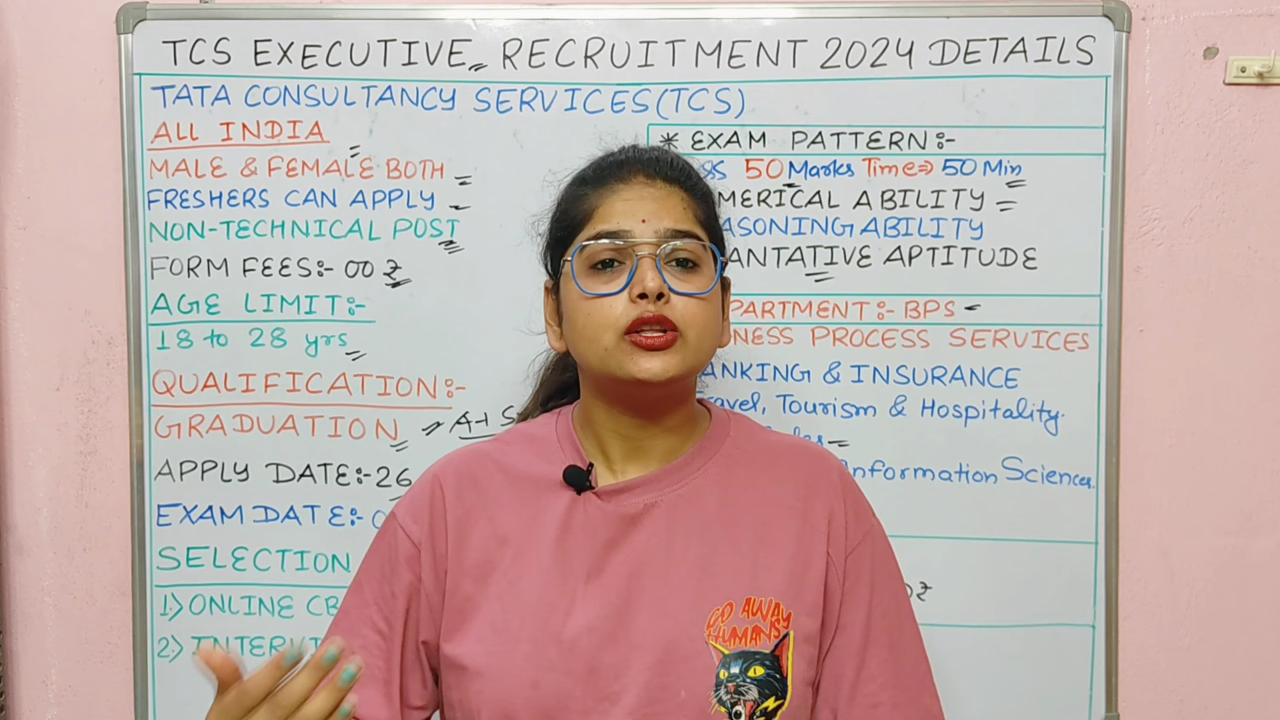 TCS EXECUTIVE RECRUITMENT 2024 DETAILS
TATA CONSULTANCY SERVICES(TCS)
ALL INDIA
MALE & FEMALE BOTH
FRESHERS CAN APPLY
NON-TECHNICAL POST
FORM FEES:- 00 ₹
AGE LIMIT:-
18 to 28 yrs
QUALIFICATION:-
GRADUATION
APPLY DATE:- 26
EXAM DATE:-
SELECTION
1.) ONLINE CB
2.) INTERVI
* EXAM PATTERN:-
50 Marks Time⇒ 50 Min
MERICAL ABILITY
ASONING ABILITY
ANTATIVE APTITUDE
PARTMENT:- BPS
NESS PROCESS SERVICES
ANKING & INSURANCE
ravel, Tourism & Hospitality.
Information Sciences.
GO AWAY
HUMANS